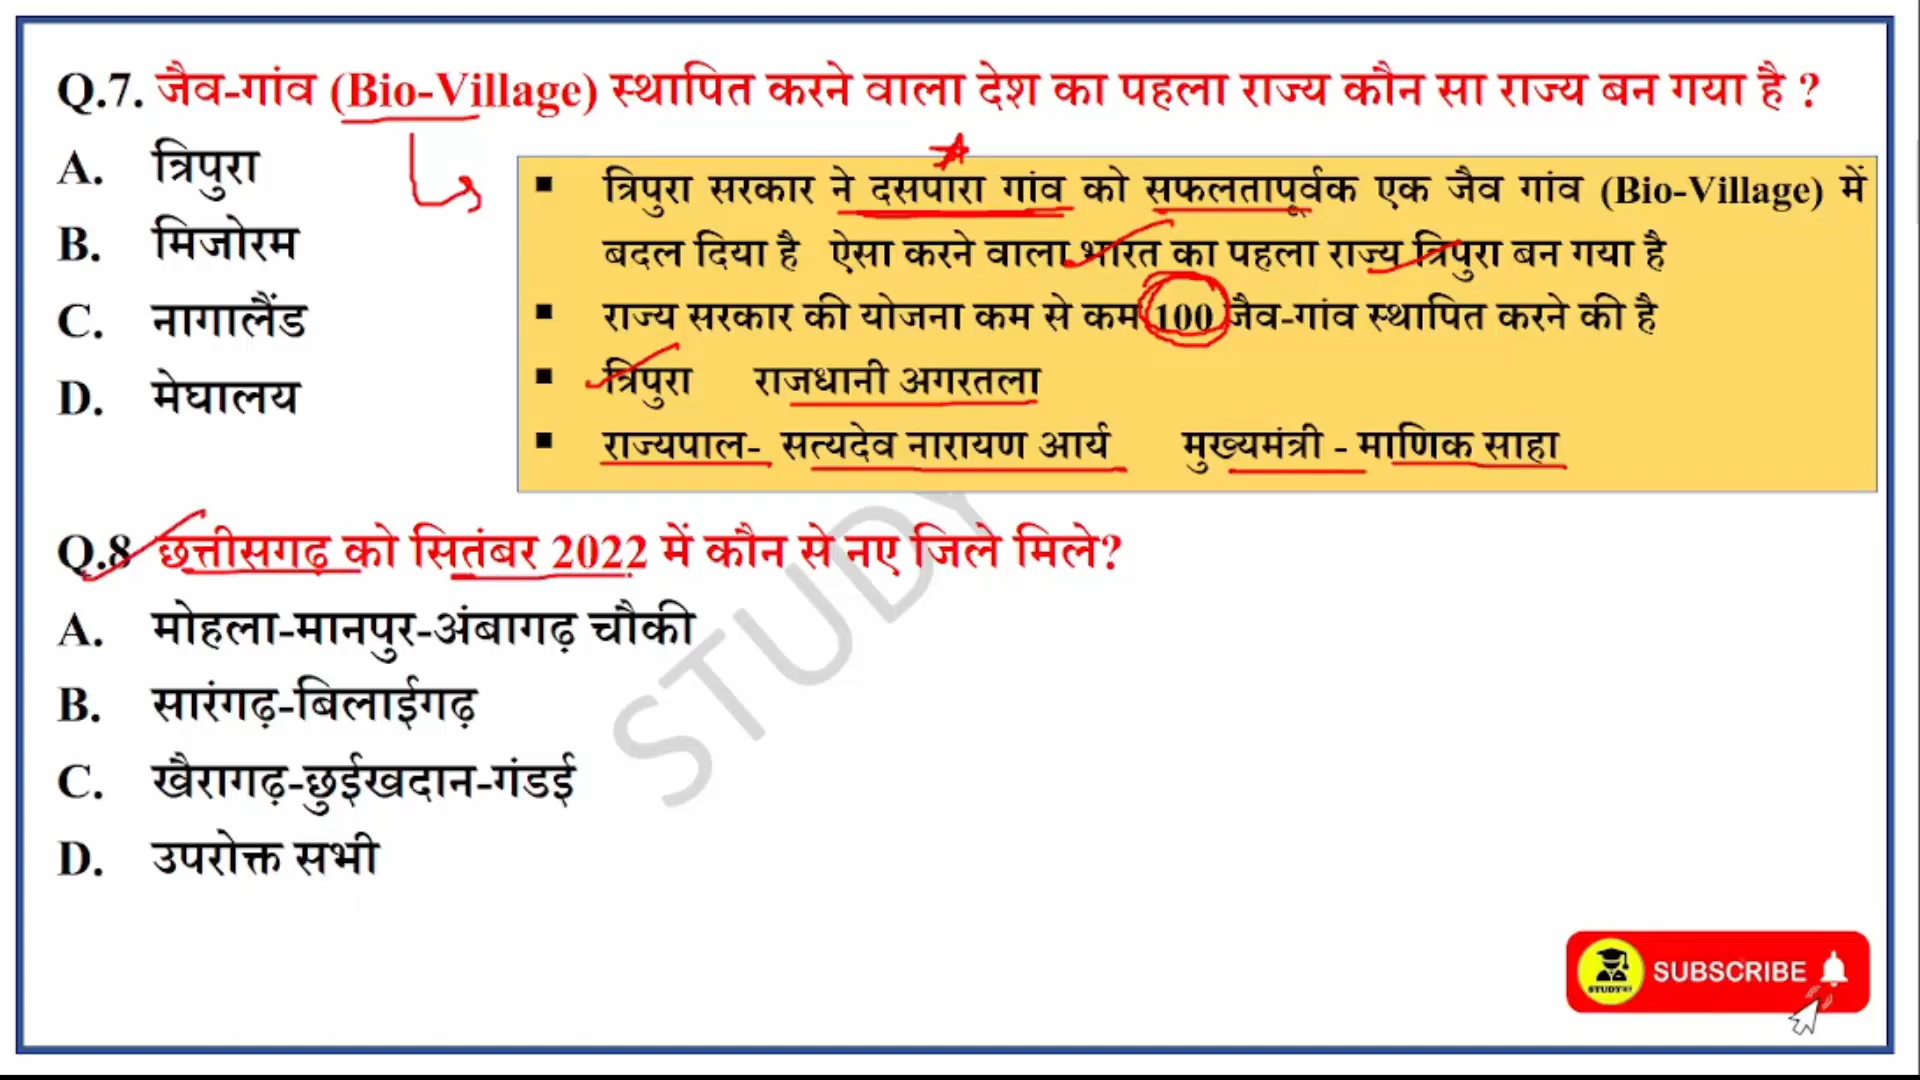 Q.7. जैव-गांव (Bio-Village) स्थापित करने वाला देश का पहला राज्य कौन सा राज्य बन गया है ?
A. त्रिपुरा
B. मिजोरम
C. नागालैंड
D. मेघालय
▪ त्रिपुरा सरकार ने दसपारा गांव को सफलतापूर्वक एक जैव गांव (Bio-Village) में
बदल दिया है ऐसा करने वाला भारत का पहला राज्य त्रिपुरा बन गया है
▪ राज्य सरकार की योजना कम से कम 100 जैव-गांव स्थापित करने की है
▪ त्रिपुरा राजधानी अगरतला
▪ राज्यपाल- सत्यदेव नारायण आर्य मुख्यमंत्री - माणिक साहा
Q.8 छत्तीसगढ़ को सितंबर 2022 में कौन से नए जिले मिले?
A. मोहला-मानपुर-अंबागढ़ चौकी
B. सारंगढ़-बिलाईगढ़
C. खैरागढ़-छुईखदान-गंडई
D. उपरोक्त सभी
STUDY
STUDY
SUBSCRIBE